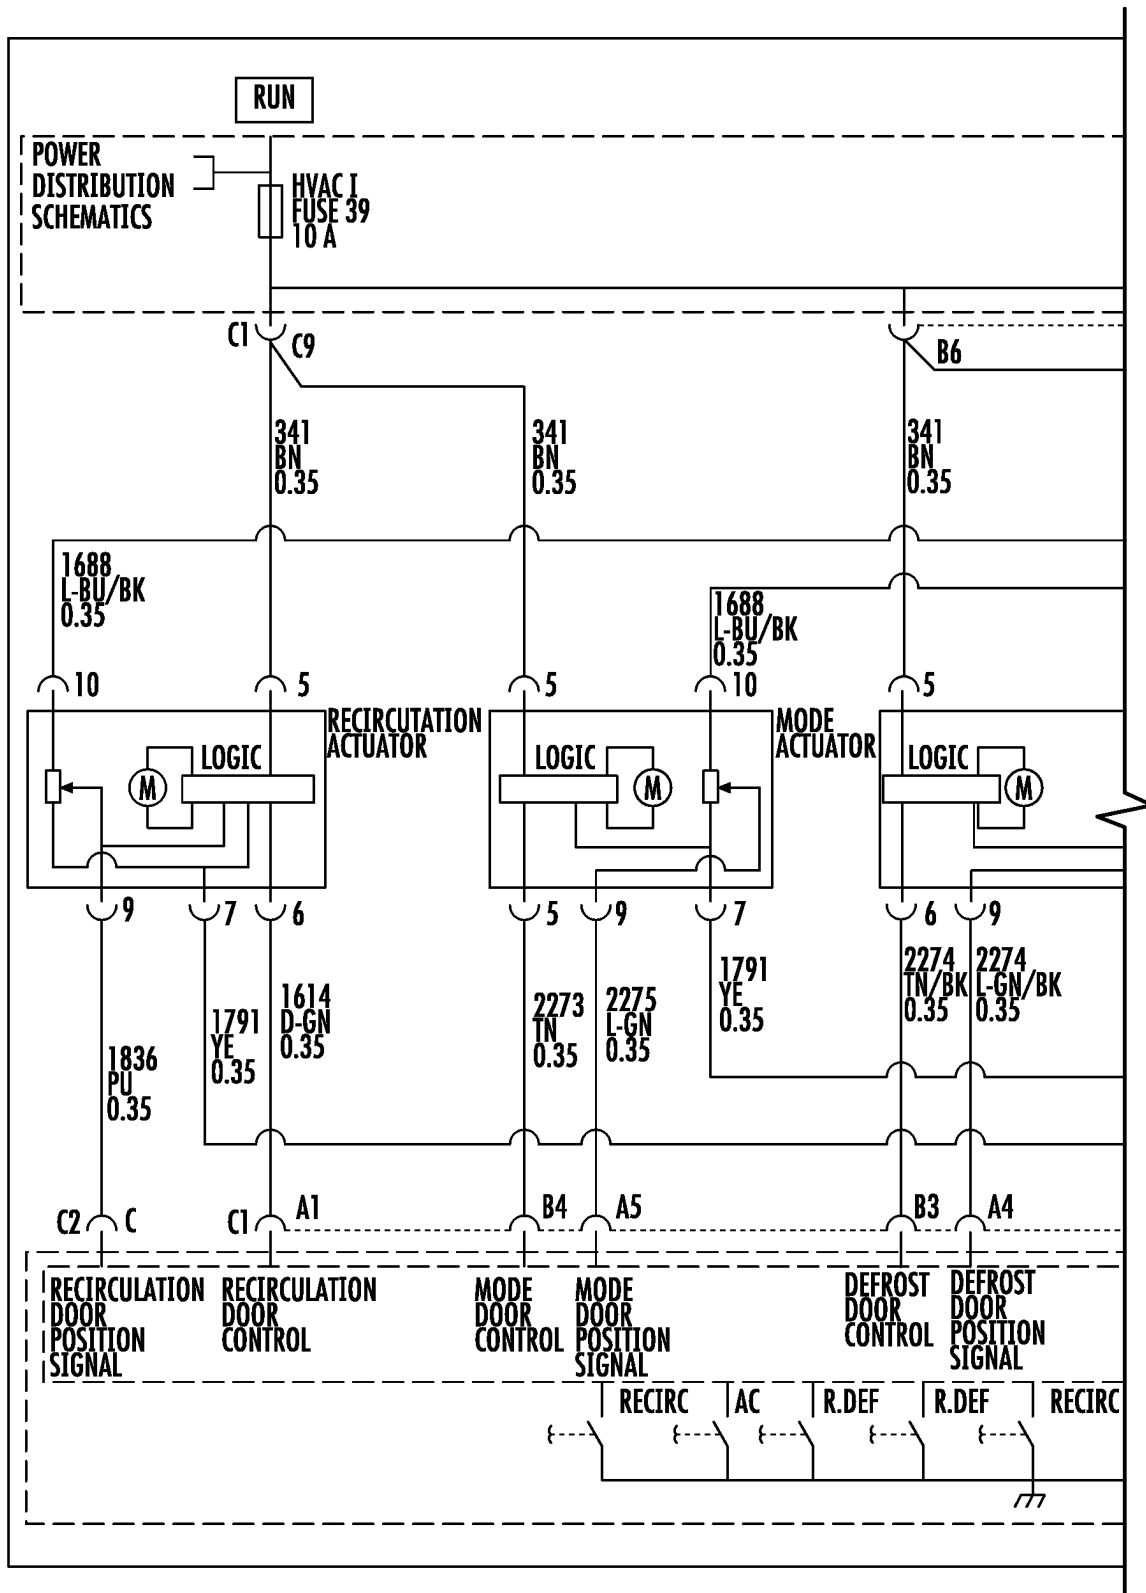 RUN
POWER
DISTRIBUTION
SCHEMATICS
HVAC I
FUSE 39
10 A
C1
C9
B6
341
BN
0.35
341
BN
0.35
341
BN
0.35
1688
L-BU/BK
0.35
1688
L-BU/BK
0.35
10
5
5
10
5
RECIRCUTATION
ACTUATOR
MODE
ACTUATOR
LOGIC
M
LOGIC
M
LOGIC
M
9
7
6
5
9
7
6
9
1836
PU
0.35
1791
YE
0.35
1614
D-GN
0.35
2273
TN
0.35
2275
L-GN
0.35
1791
YE
0.35
2274
TN/BK
0.35
2274
L-GN/BK
0.35
C2
C
C1
A1
B4
A5
B3
A4
RECIRCULATION
DOOR
POSITION
SIGNAL
RECIRCULATION
DOOR
CONTROL
MODE
DOOR
CONTROL
MODE
DOOR
POSITION
SIGNAL
DEFROST
DOOR
CONTROL
DEFROST
DOOR
POSITION
SIGNAL
RECIRC
AC
R.DEF
R.DEF
RECIRC